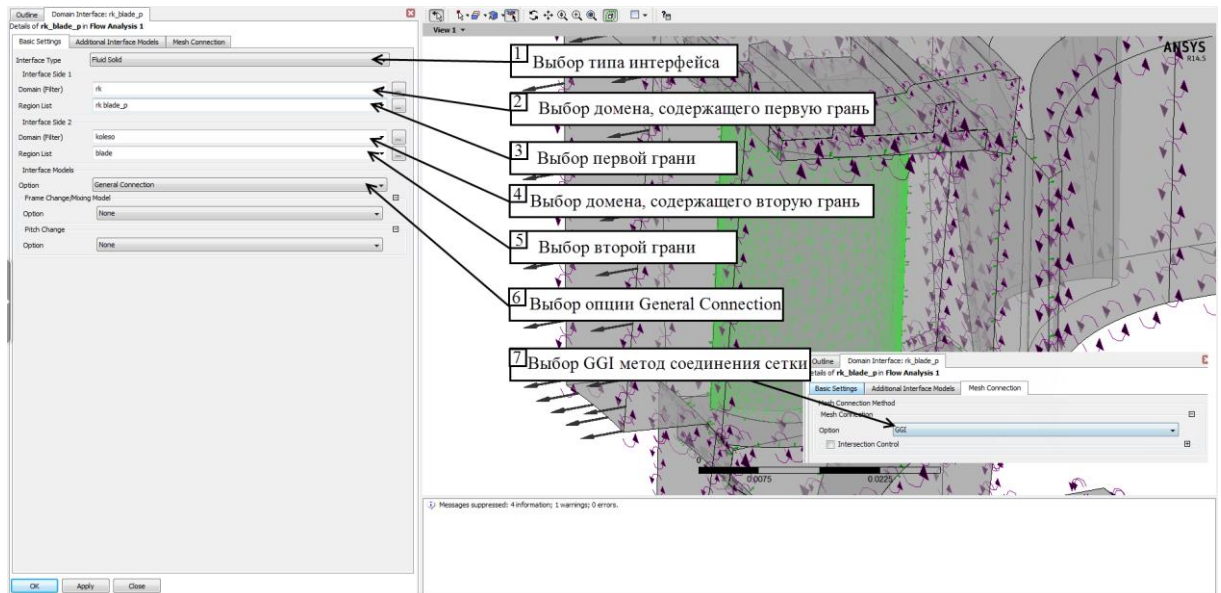 Outline Domain Interface: rk_blade_p
Details of rk_blade_p in Flow Analysis 1
Basic Settings Additional Interface Models Mesh Connection
Interface Type Fluid Solid
Interface Side 1
Domain (Filter) rk ...
Region List rk blade_p ...
Interface Side 2
Domain (Filter) koleso ...
Region List blade ...
Interface Models
Option General Connection
Frame Change/Mixing Model
Option None
Pitch Change
Option None
OK Apply Close
View 1
ANSYS
R14.5
1 Выбор типа интерфейса
2 Выбор домена, содержащего первую грань
3 Выбор первой грани
4 Выбор домена, содержащего вторую грань
5 Выбор второй грани
6 Выбор опции General Connection
7 Выбор GGI метод соединения сетки
Outline Domain Interface: rk_blade_p
etails of rk_blade_p in Flow Analysis 1
Basic Settings Additional Interface Models Mesh Connection
Mesh Connection Method
Mesh Connection
Option GGI
Intersection Control
0
0.0075 0.0225
Messages suppressed: 4 information; 1 warnings; 0 errors.